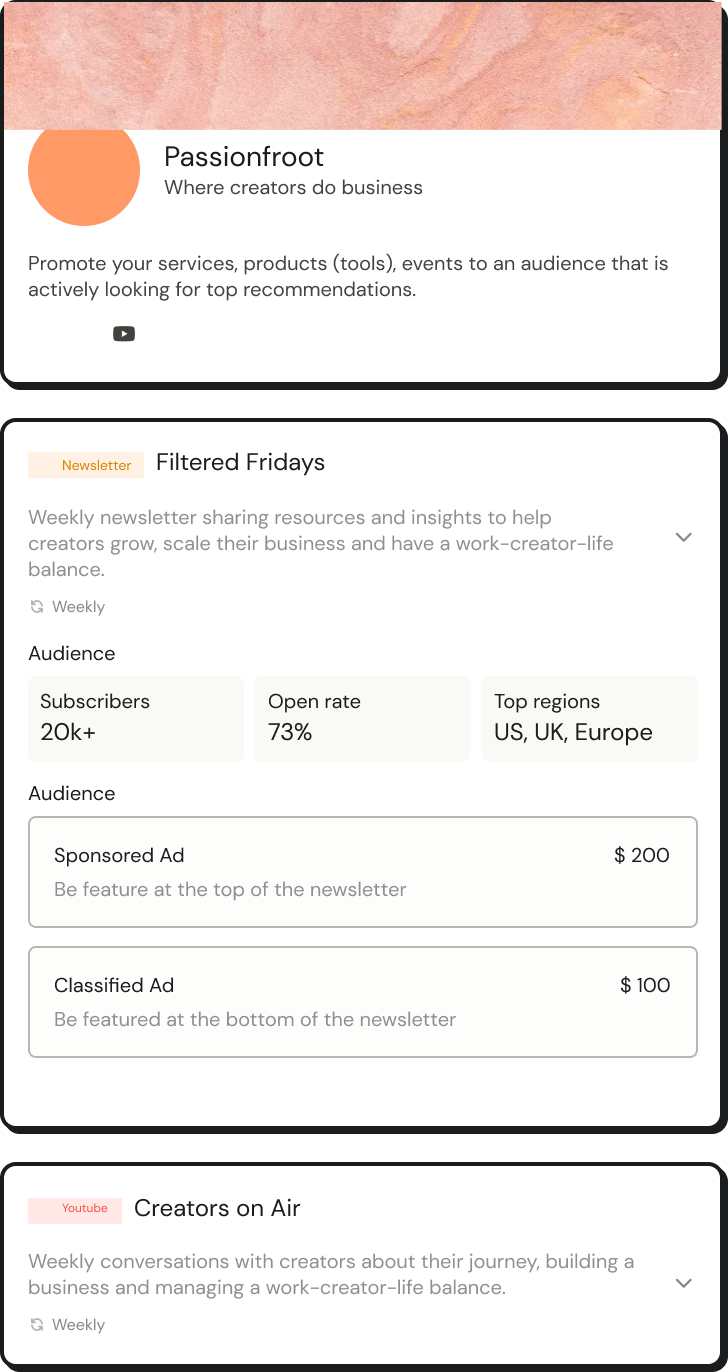 Passionfroot
Where creators do business
Promote your services, products (tools), events to an audience that is
actively looking for top recommendations.
Newsletter Filtered Fridays
Weekly newsletter sharing resources and insights to help
creators grow, scale their business and have a work-creator-life
balance.
Weekly
Audience
Subscribers Open rate Top regions
20k+ 73% US, UK, Europe
Audience
Sponsored Ad $ 200
Be feature at the top of the newsletter
Classified Ad $ 100
Be featured at the bottom of the newsletter
Youtube Creators on Air
Weekly conversations with creators about their journey, building a
business and managing a work-creator-life balance.
Weekly